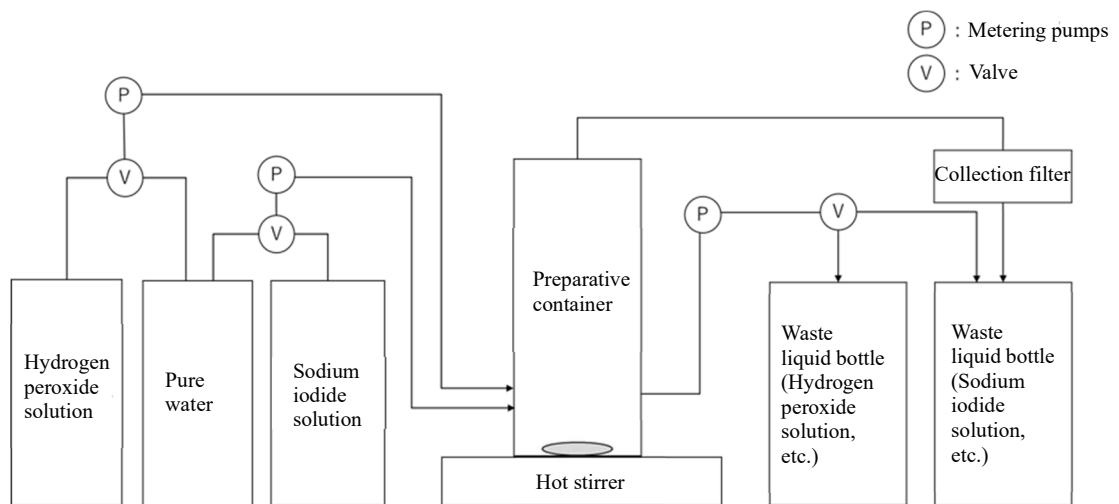 P : Metering pumps
V : Valve
P
V
P
V
Collection filter
P
V
Preparative
container
Hydrogen
peroxide
solution
Pure
water
Sodium
iodide
solution
Waste
liquid bottle
(Hydrogen
peroxide
solution,
etc.)
Waste
liquid bottle
(Sodium
iodide
solution,
etc.)
Hot stirrer